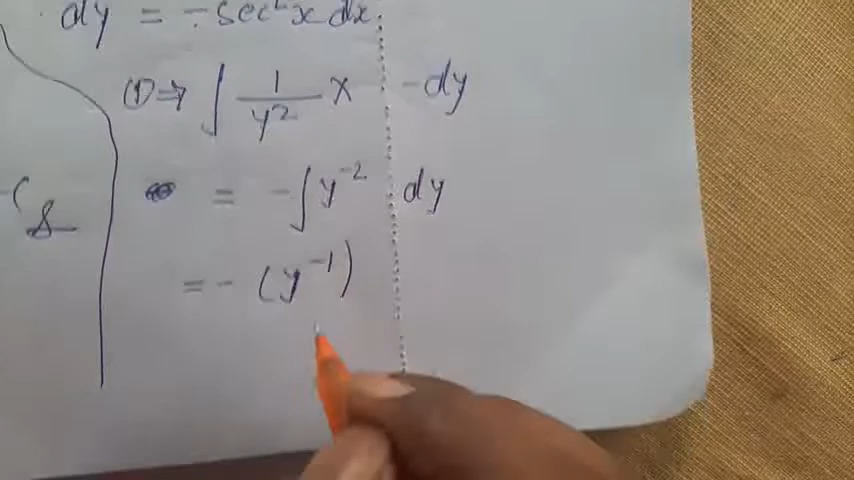 dy = - sec²x dx.
① ⇒ ∫ 1/y² x -dy
= -∫ y⁻² dy
= - (y⁻¹)